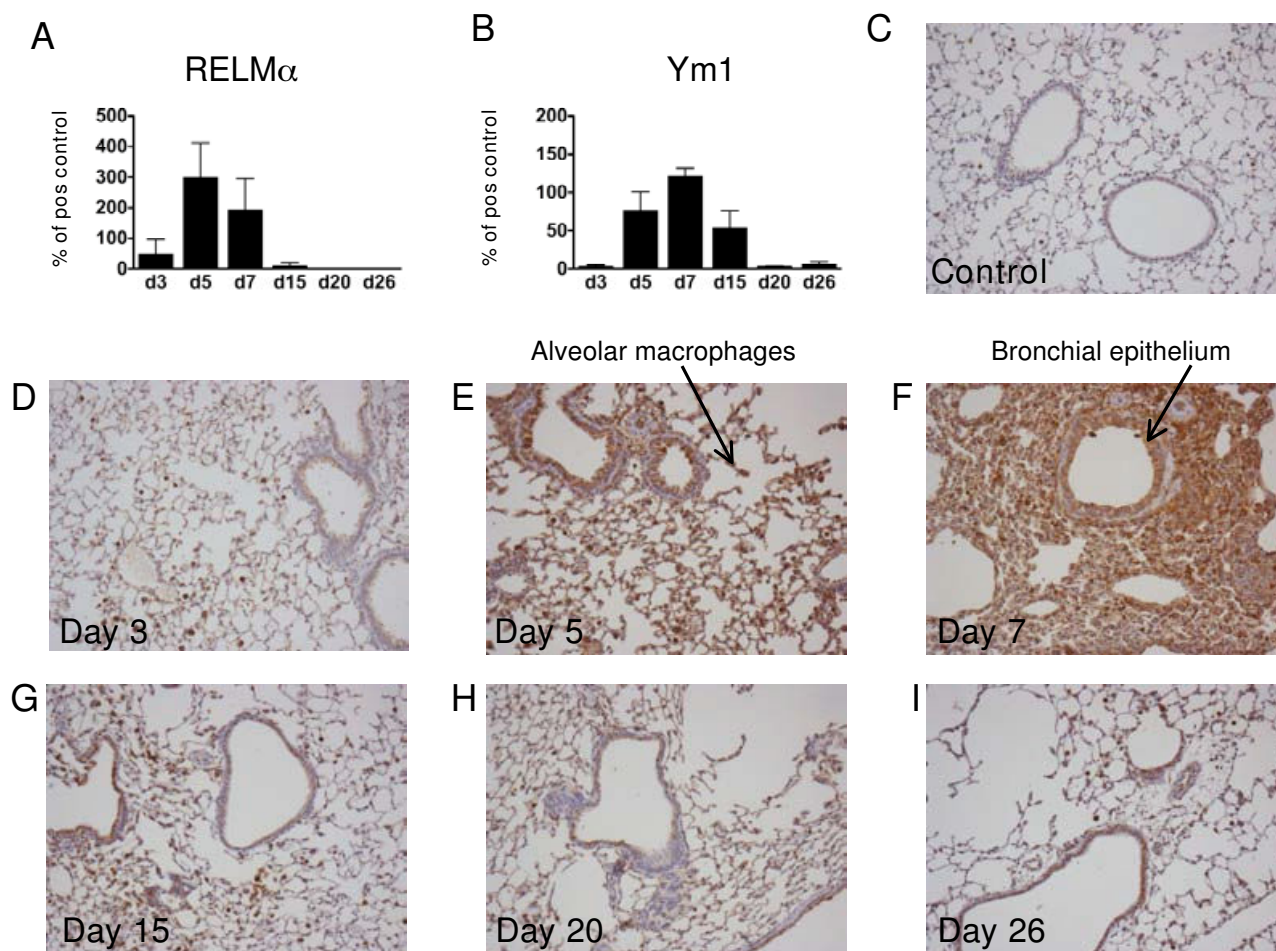 A
RELMα
% of pos control
500
400
300
200
100
0
d3 d5 d7 d15 d20 d26
B
Ym1
% of pos control
200
150
100
50
0
d3 d5 d7 d15 d20 d26
C
Control
Alveolar macrophages
Bronchial epithelium
D
Day 3
E
Day 5
F
Day 7
G
Day 15
H
Day 20
I
Day 26